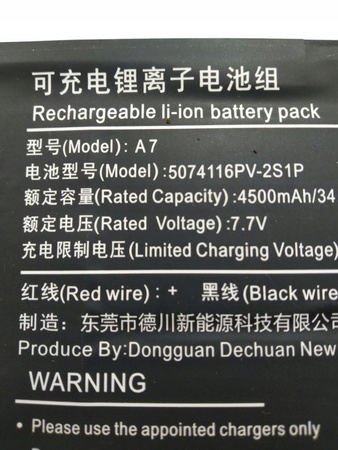 可充电锂离子电池组
Rechargeable li-ion battery pack
型号(Model): A7
电池型号(Model):5074116PV-2S1P
额定容量(Rated Capacity):4500mAh/34
额定电压(Rated Voltage):7.7V
充电限制电压(Limited Charging Voltage)
红线(Red wire): + 黑线(Black wire
制造：东莞市德川新能源科技有限公
Produce By:Dongguan Dechuan New
WARNING
• Please use the appointed chargers only